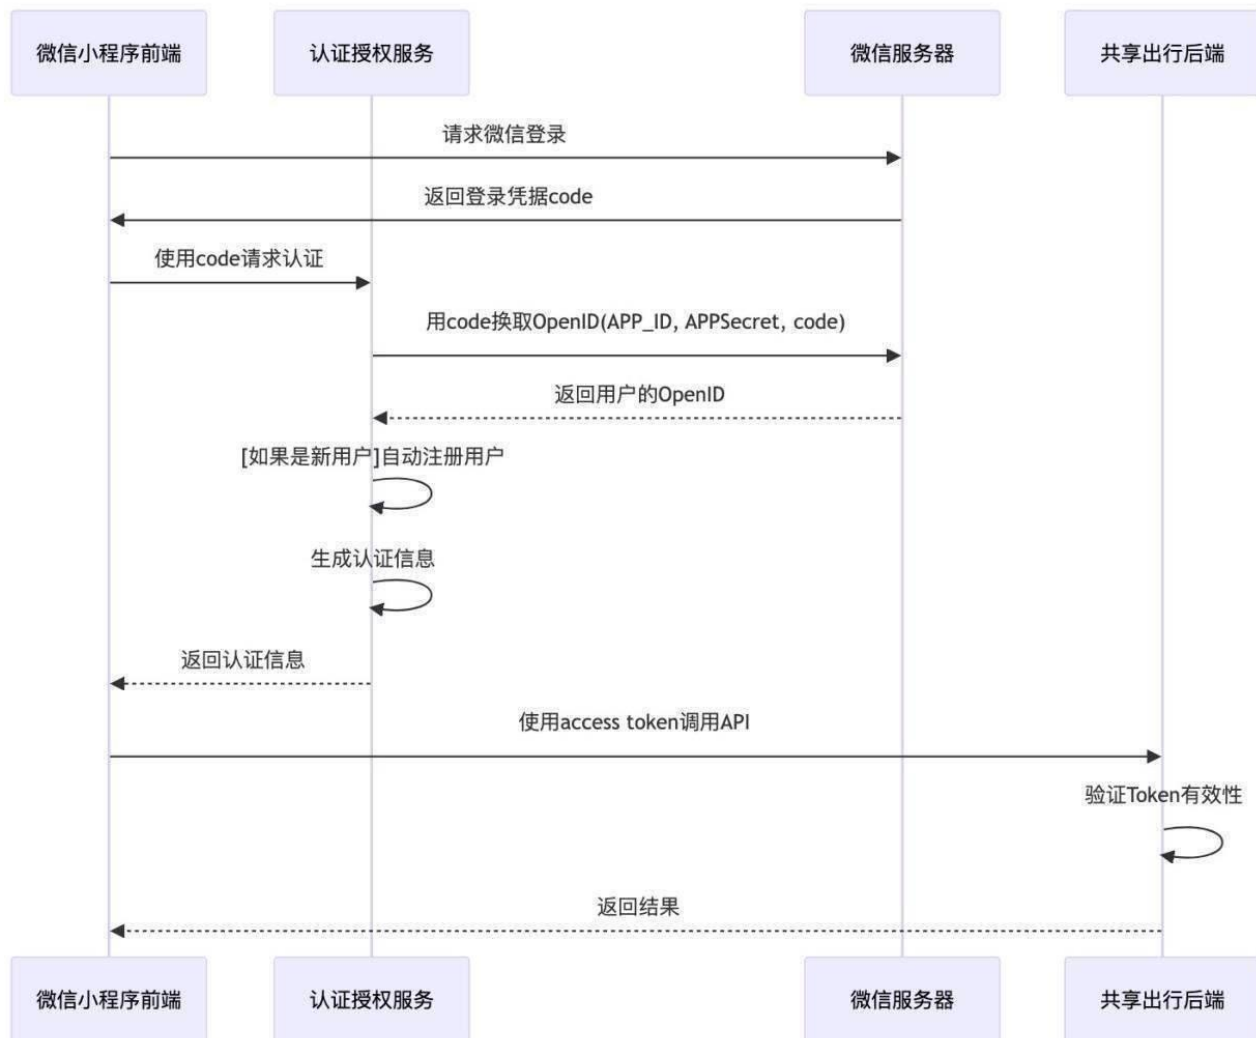 微信小程序前端
认证授权服务
微信服务器
共享出行后端
请求微信登录
返回登录凭据code
使用code请求认证
用code换取OpenID(APP_ID, APPSecret, code)
返回用户的OpenID
[如果是新用户]自动注册用户
生成认证信息
返回认证信息
使用access token调用API
验证Token有效性
返回结果
微信小程序前端
认证授权服务
微信服务器
共享出行后端